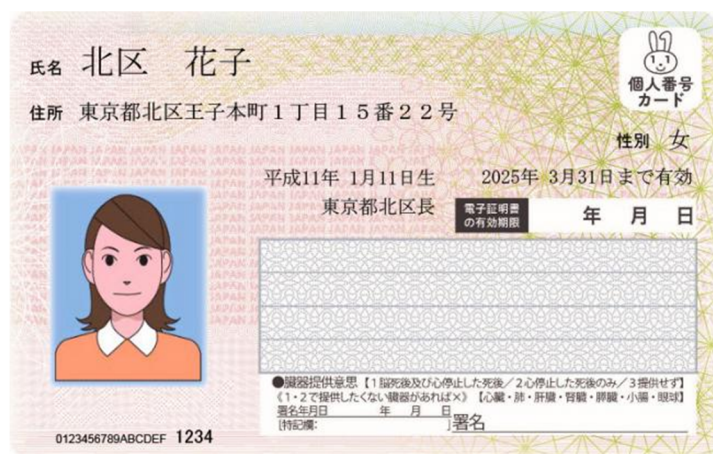 氏名 北区 花子
個人番号
カード
住所 東京都北区王子本町1丁目15番22号
性別 女
平成11年 1月11日生 2025年 3月31日まで有効
東京都北区長 電子証明書の有効期限 年 月 日
●臓器提供意思【1脳死後及び心停止した死後/2心停止した死後のみ/3提供せず】
《1・2で提供したくない臓器があれば×》【心臓・肺・肝臓・腎臓・膵臓・小腸・眼球】
署名年月日 年 月 日
[特記欄: ]署名
0123456789ABCDEF 1234
JAPAN JAPAN JAPAN JAPAN